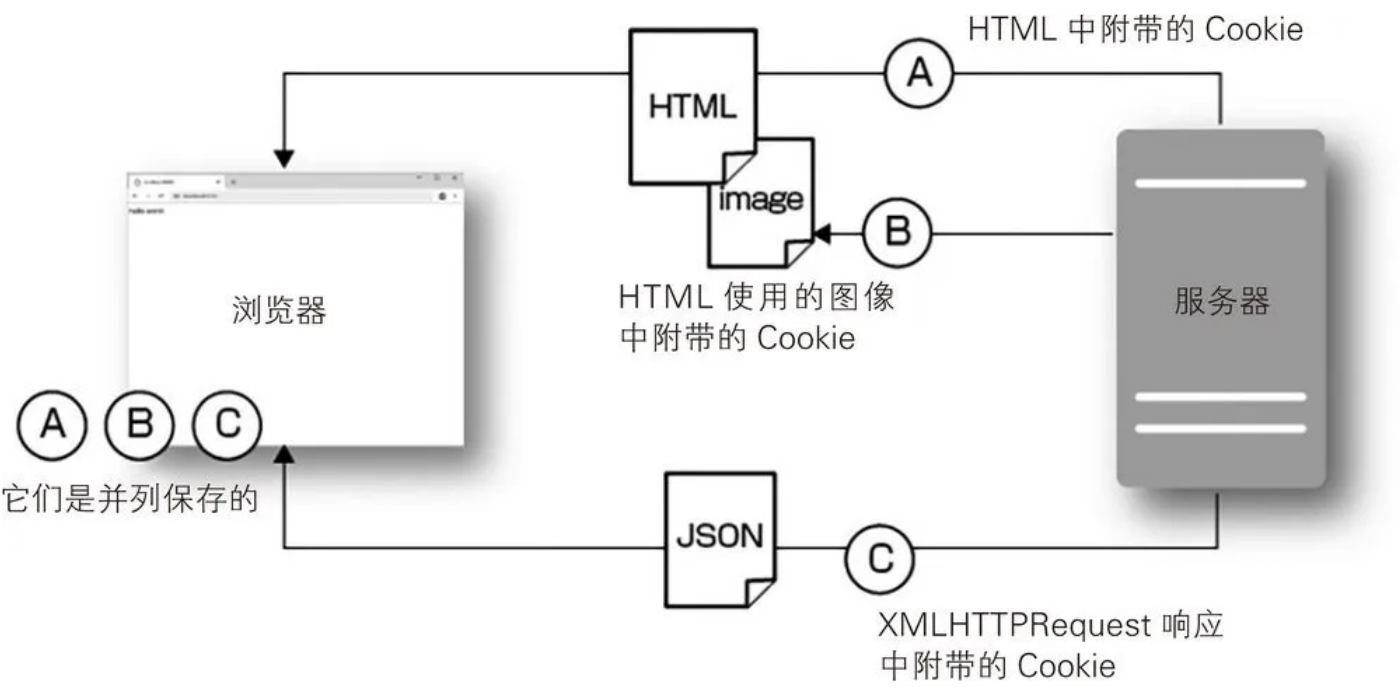 HTML 中附带的 Cookie
A
HTML
image
B
HTML 使用的图像
中附带的 Cookie
浏览器
服务器
A B C
它们是并列保存的
JSON
C
XMLHTTPRequest 响应
中附带的 Cookie